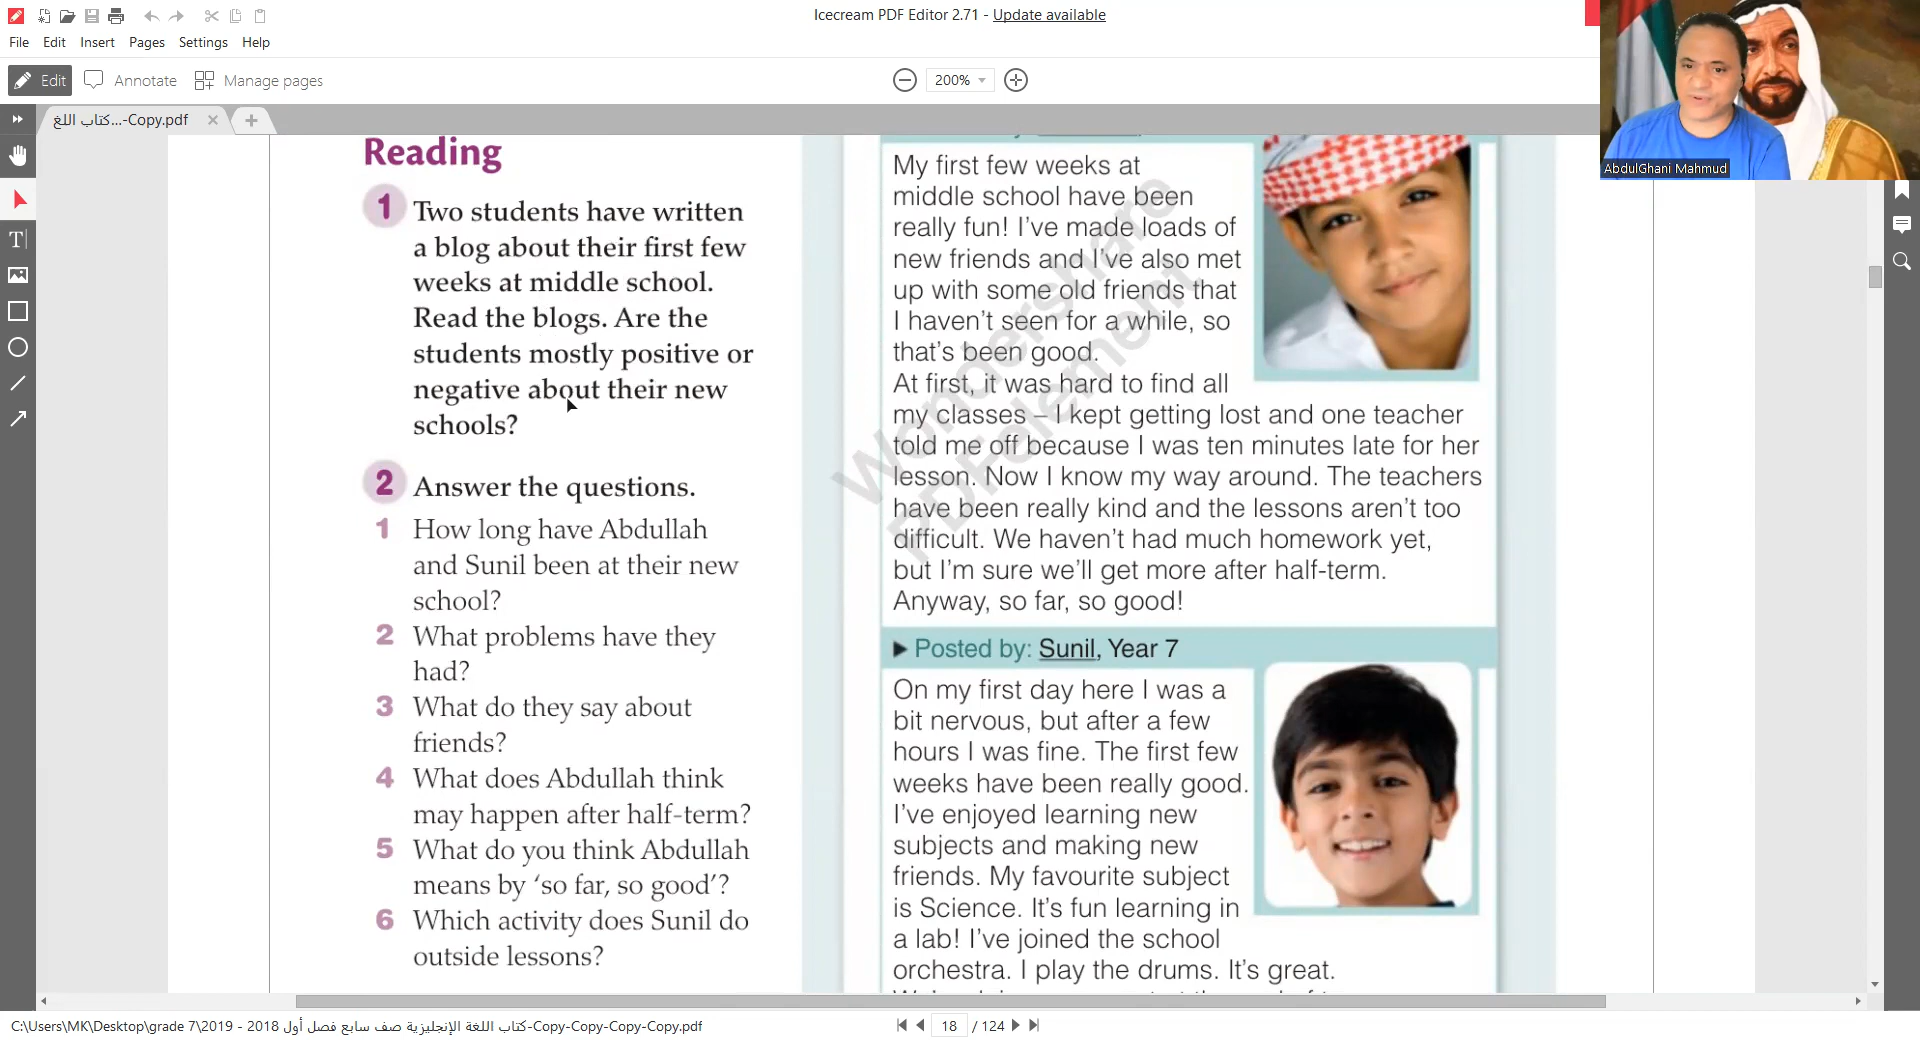 Icecream PDF Editor 2.71 - Update available
File Edit Insert Pages Settings Help
Edit Annotate Manage pages
200%
كتاب اللغ...-Copy.pdf
AbdulGhani Mahmud
Reading
1 Two students have written
a blog about their first few
weeks at middle school.
Read the blogs. Are the
students mostly positive or
negative about their new
schools?
2 Answer the questions.
1 How long have Abdullah
and Sunil been at their new
school?
2 What problems have they
had?
3 What do they say about
friends?
4 What does Abdullah think
may happen after half-term?
5 What do you think Abdullah
means by ‘so far, so good’?
6 Which activity does Sunil do
outside lessons?
My first few weeks at
middle school have been
really fun! I’ve made loads of
new friends and I’ve also met
up with some old friends that
I haven’t seen for a while, so
that’s been good.
At first, it was hard to find all
my classes – I kept getting lost and one teacher
told me off because I was ten minutes late for her
lesson. Now I know my way around. The teachers
have been really kind and the lessons aren’t too
difficult. We haven’t had much homework yet,
but I’m sure we’ll get more after half-term.
Anyway, so far, so good!
Wondershare
PDFelement
Posted by: Sunil, Year 7
On my first day here I was a
bit nervous, but after a few
hours I was fine. The first few
weeks have been really good.
I’ve enjoyed learning new
subjects and making new
friends. My favourite subject
is Science. It’s fun learning in
a lab! I’ve joined the school
orchestra. I play the drums. It’s great.
C:\Users\MK\Desktop\grade 7\2019 - 2018 كتاب اللغة الإنجليزية صف سابع فصل أول-Copy-Copy-Copy-Copy.pdf
18 / 124